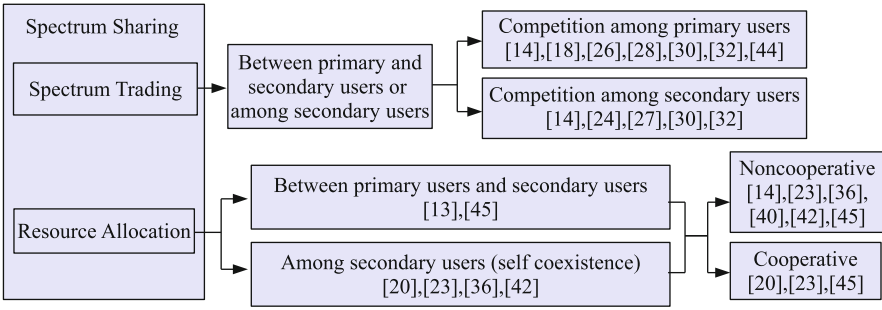 Spectrum Sharing
Spectrum Trading
Between primary and
secondary users or
among secondary users
Competition among primary users
[14],[18],[26],[28],[30],[32],[44]
Competition among secondary users
[14],[24],[27],[30],[32]
Resource Allocation
Between primary users and secondary users
[13],[45]
Among secondary users (self coexistence)
[20],[23],[36],[42]
Noncooperative
[14],[23],[36],
[40],[42],[45]
Cooperative
[20],[23],[45]